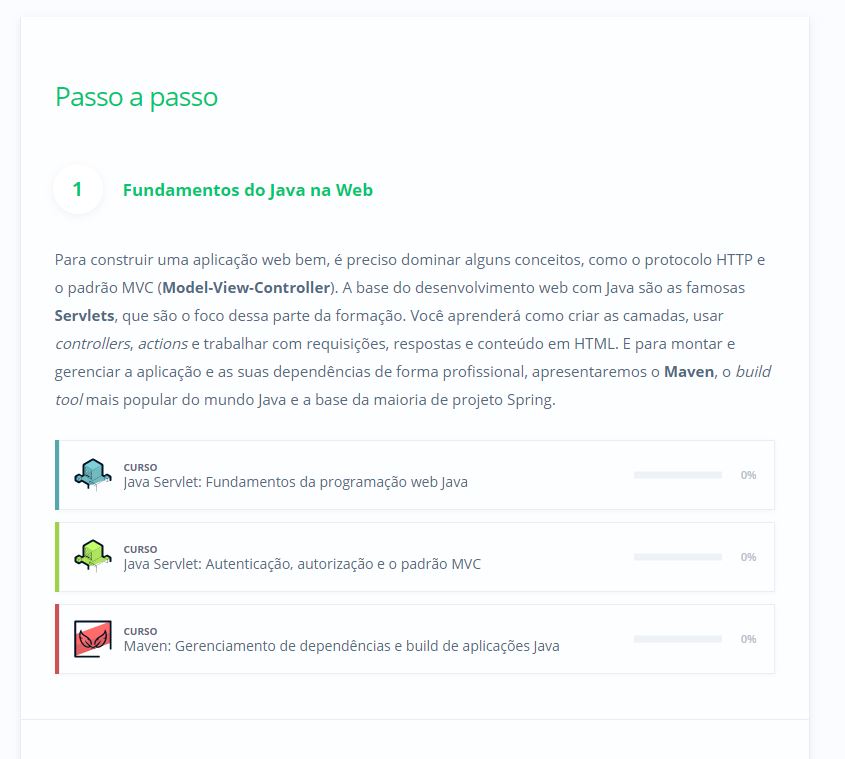 Passo a passo
1
Fundamentos do Java na Web
Para construir uma aplicação web bem, é preciso dominar alguns conceitos, como o protocolo HTTP e
o padrão MVC (Model-View-Controller). A base do desenvolvimento web com Java são as famosas
Servlets, que são o foco dessa parte da formação. Você aprenderá como criar as camadas, usar
controllers, actions e trabalhar com requisições, respostas e conteúdo em HTML. E para montar e
gerenciar a aplicação e as suas dependências de forma profissional, apresentaremos o Maven, o build
tool mais popular do mundo Java e a base da maioria de projeto Spring.
CURSO
Java Servlet: Fundamentos da programação web Java
0%
CURSO
Java Servlet: Autenticação, autorização e o padrão MVC
0%
CURSO
Maven: Gerenciamento de dependências e build de aplicações Java
0%